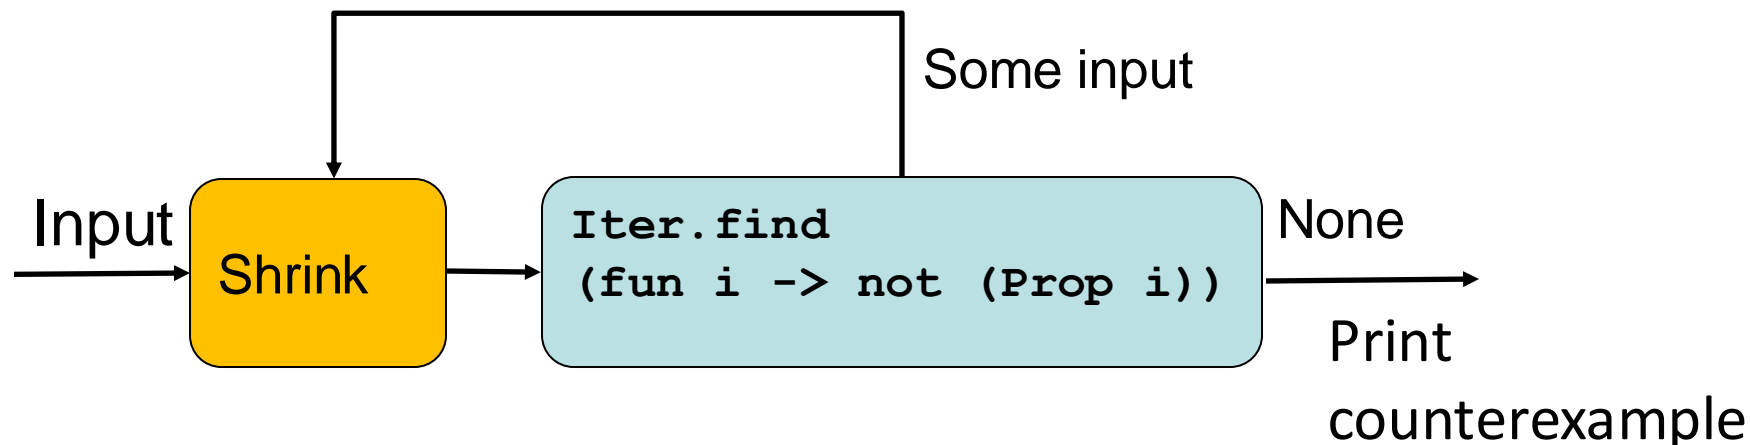 Some input
Input
Shrink
Iter.find
(fun i -> not (Prop i))
None
Print
counterexample